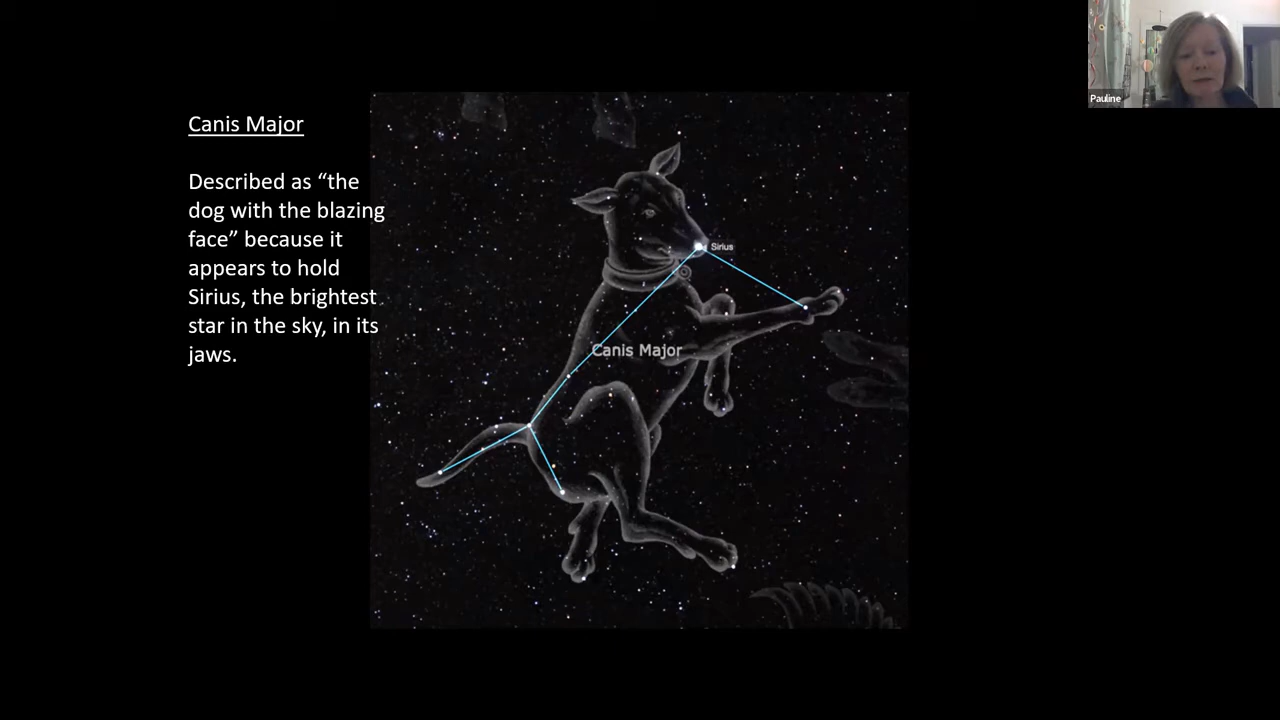 Canis Major
Described as “the
dog with the blazing
face” because it
appears to hold
Sirius, the brightest
star in the sky, in its
jaws.
Sirius
Canis Major
Pauline